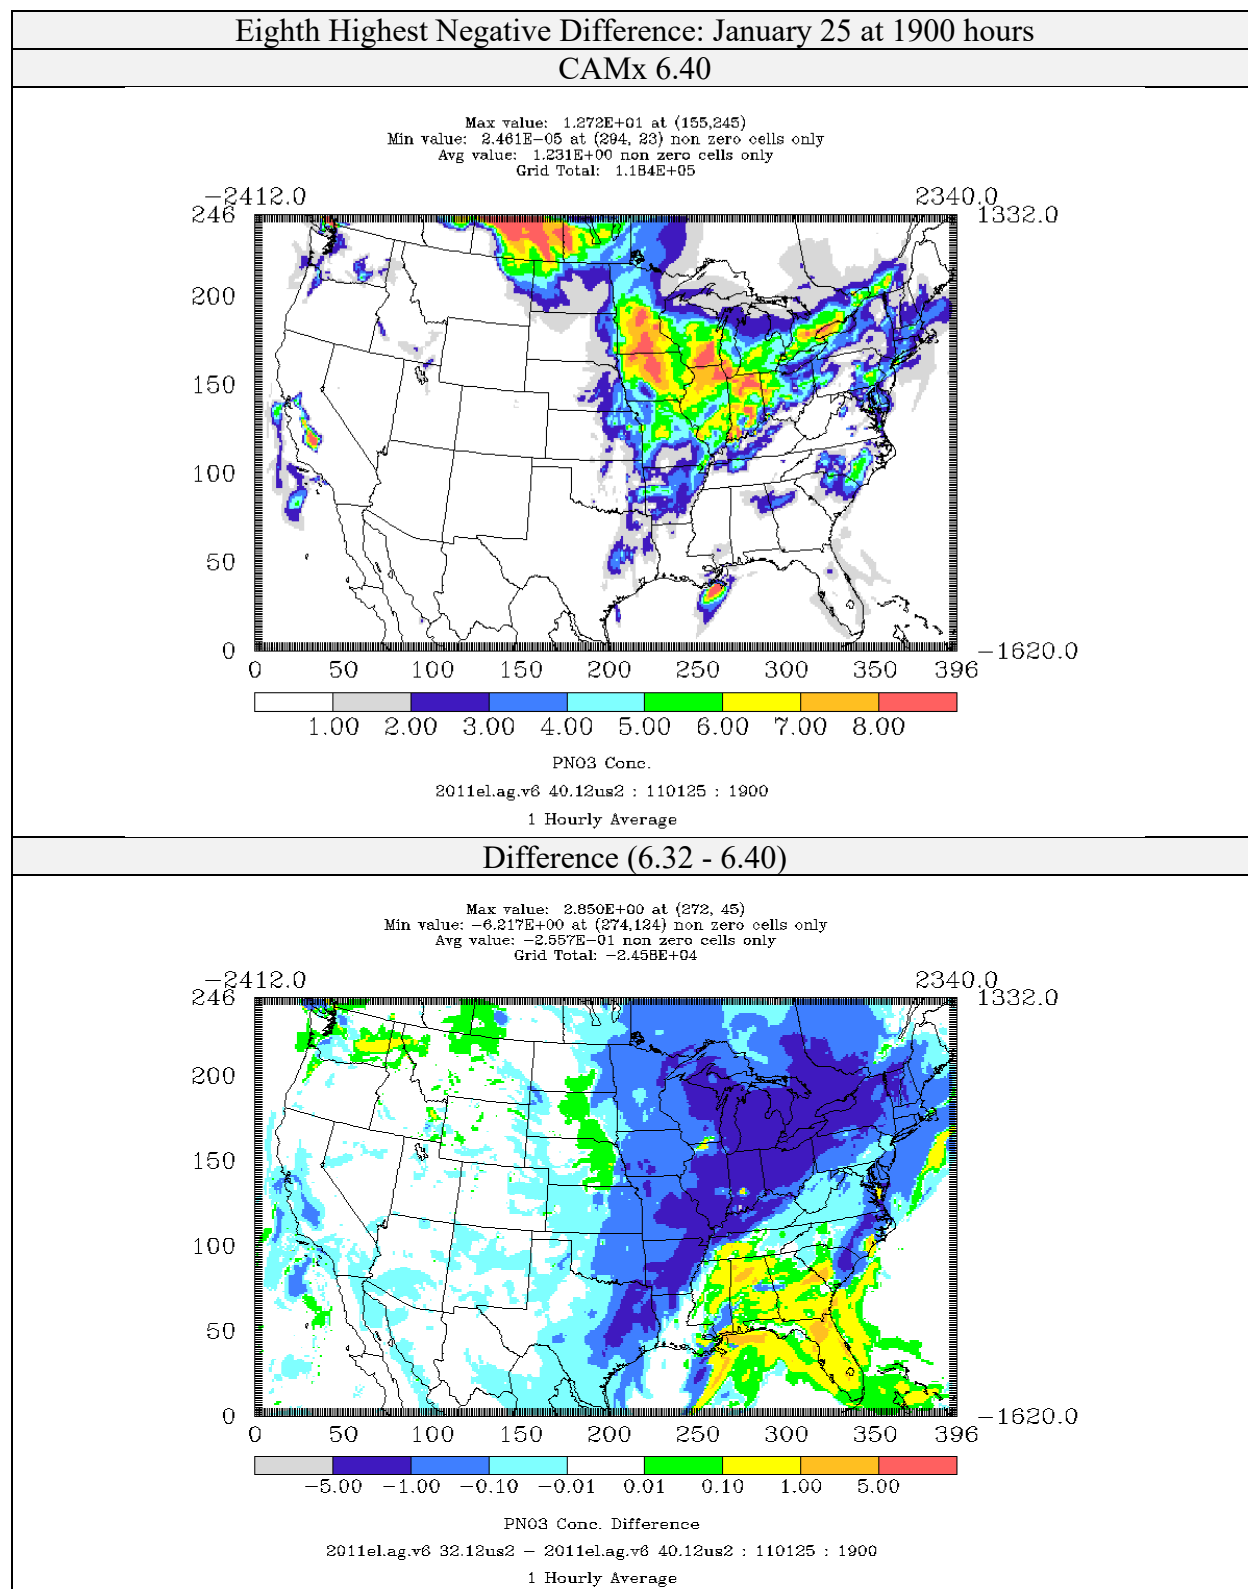 Eighth Highest Negative Difference: January 25 at 1900 hours
CAMx 6.40
Max value: 1.272E+01 at (155,245)
Min value: 2.461E-05 at (294, 23) non zero cells only
Avg value: 1.231E+00 non zero cells only
Grid Total: 1.184E+05
-2412.0 2340.0
246 1332.0
200
150
100
50
0 -1620.0
0 50 100 150 200 250 300 350 396
1.00 2.00 3.00 4.00 5.00 6.00 7.00 8.00
PNO3 Conc.
2011el.ag.v6 40.12us2 : 110125 : 1900
1 Hourly Average
Difference (6.32 - 6.40)
Max value: 2.850E+00 at (272, 45)
Min value: -6.217E+00 at (274,124) non zero cells only
Avg value: -2.557E-01 non zero cells only
Grid Total: -2.458E+04
-2412.0 2340.0
246 1332.0
200
150
100
50
0 -1620.0
0 50 100 150 200 250 300 350 396
-5.00 -1.00 -0.10 -0.01 0.01 0.10 1.00 5.00
PNO3 Conc. Difference
2011el.ag.v6 32.12us2 - 2011el.ag.v6 40.12us2 : 110125 : 1900
1 Hourly Average